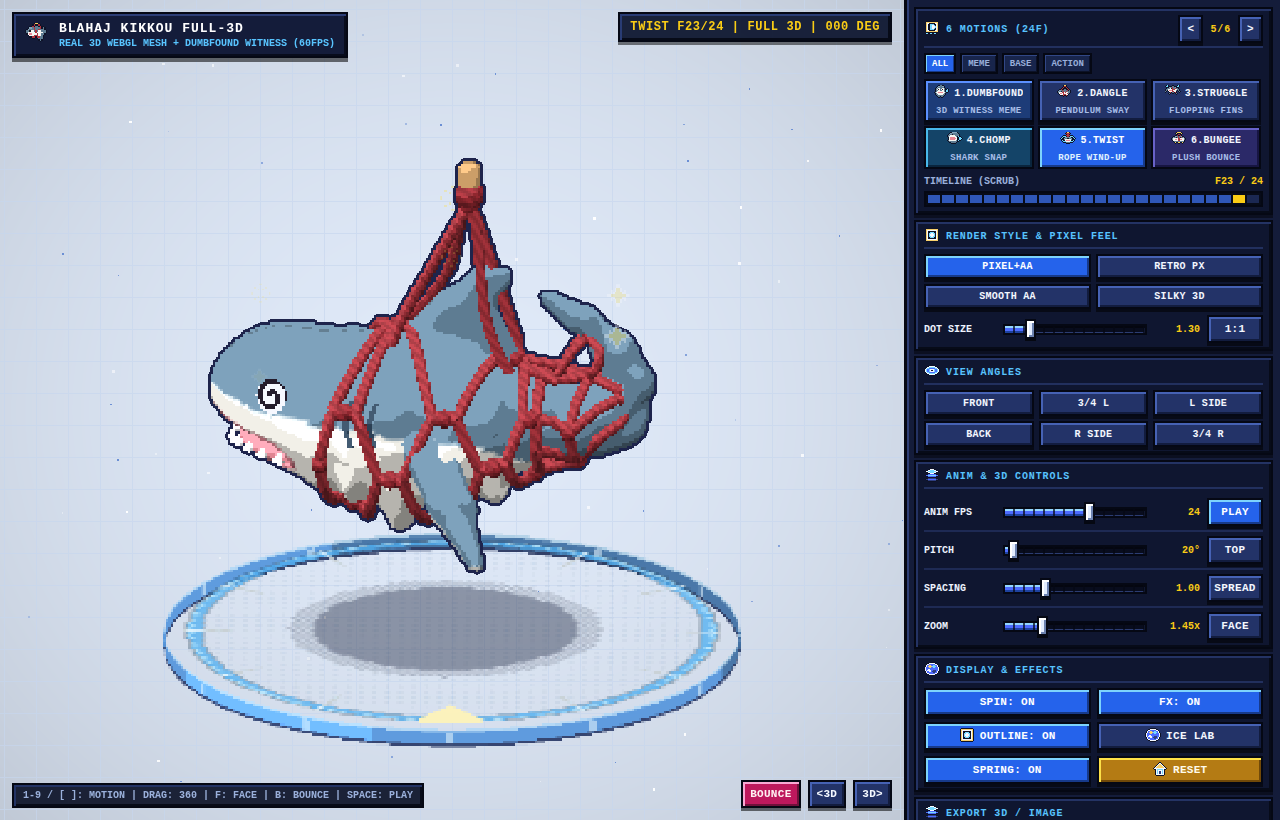 BLAHAJ KIKKOU FULL-3D
REAL 3D WEBGL MESH + DUMBFOUND WITNESS (60FPS)
TWIST F23/24 | FULL 3D | 000 DEG
6 MOTIONS (24F)
< 5/6 >
ALL MEME BASE ACTION
1.DUMBFOUND 2.DANGLE 3.STRUGGLE
3D WITNESS MEME PENDULUM SWAY FLOPPING FINS
4.CHOMP 5.TWIST 6.BUNGEE
SHARK SNAP ROPE WIND-UP PLUSH BOUNCE
TIMELINE (SCRUB) F23 / 24
RENDER STYLE & PIXEL FEEL
PIXEL+AA RETRO PX
SMOOTH AA SILKY 3D
DOT SIZE 1.30 1:1
VIEW ANGLES
FRONT 3/4 L L SIDE
BACK R SIDE 3/4 R
ANIM & 3D CONTROLS
ANIM FPS 24 PLAY
PITCH 20° TOP
SPACING 1.00 SPREAD
ZOOM 1.45x FACE
DISPLAY & EFFECTS
SPIN: ON FX: ON
OUTLINE: ON ICE LAB
SPRING: ON RESET
EXPORT 3D / IMAGE
1-9 / [ ]: MOTION | DRAG: 360 | F: FACE | B: BOUNCE | SPACE: PLAY
BOUNCE <3D 3D>